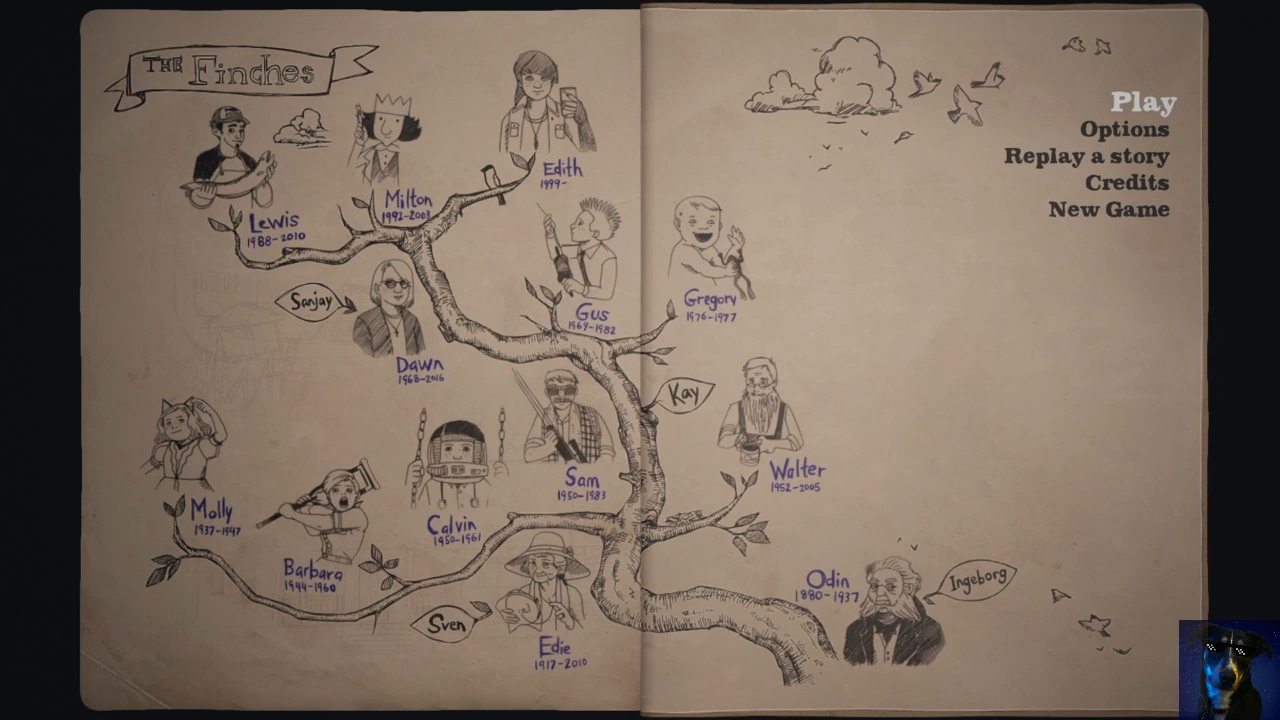 THE Finches
Edith
1999-
Milton
1992-2003
Lewis
1988-2010
Sanjay
Dawn
1968-2016
Gus
1969-1982
Gregory
1976-1977
Kay
Sam
1950-1983
Walter
1952-2005
Molly
1937-1947
Barbara
1944-1960
Calvin
1950-1961
Sven
Edie
1917-2010
Odin
1880-1937
Ingeborg
Play
Options
Replay a story
Credits
New Game